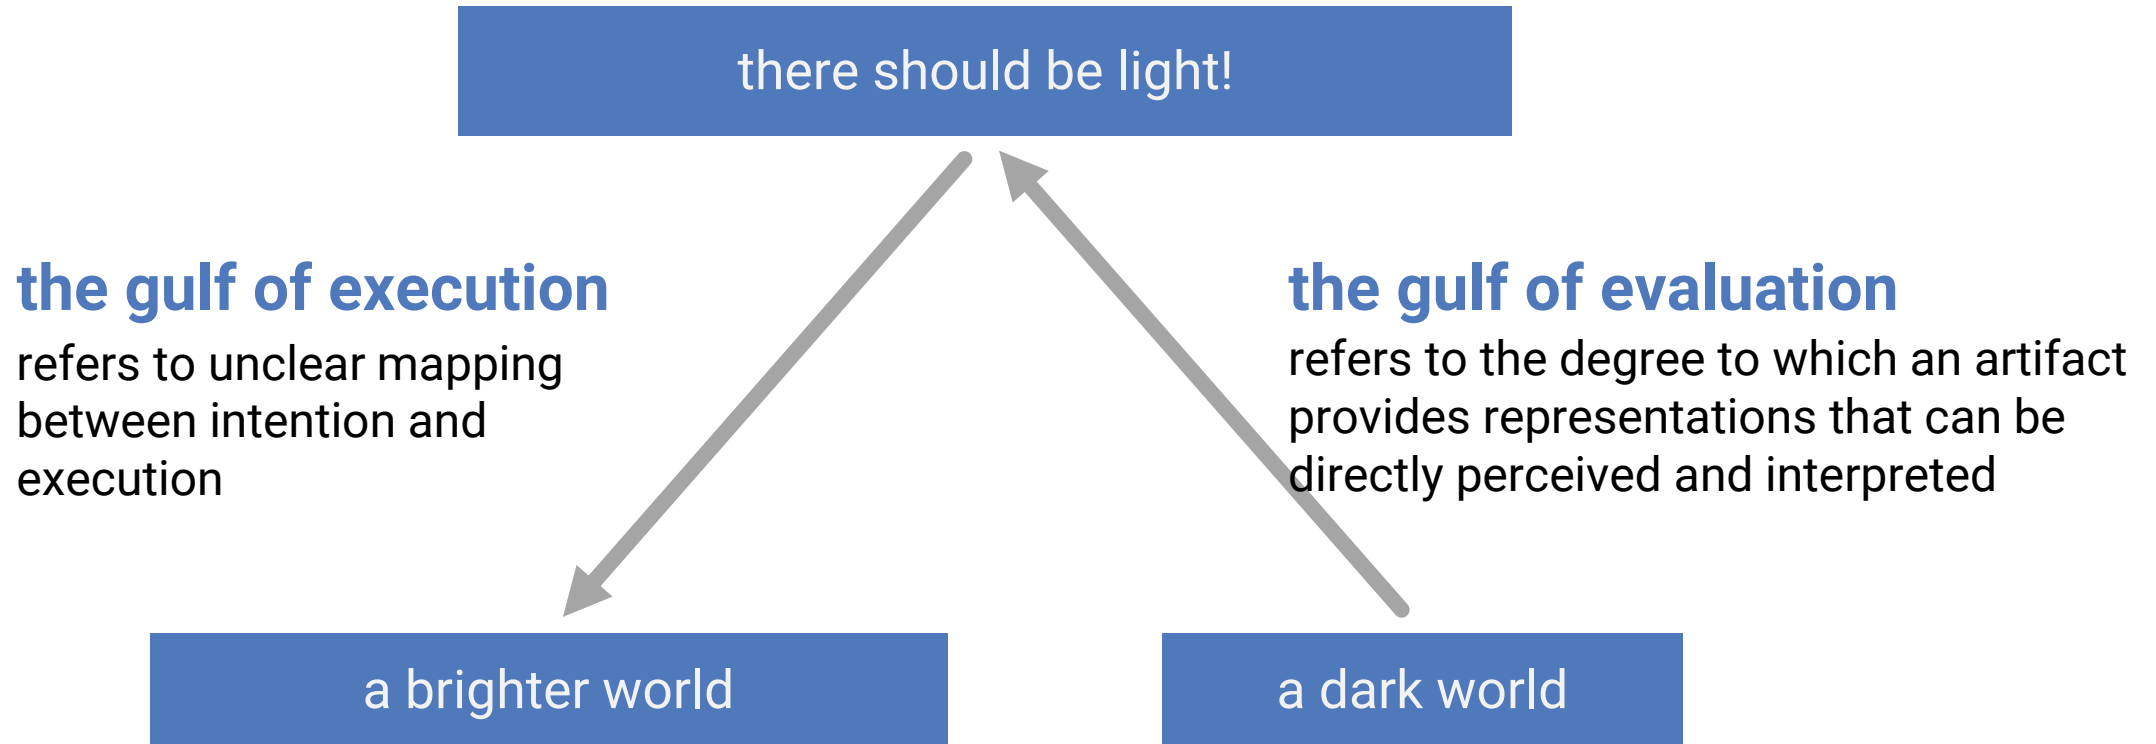 there should be light!
the gulf of execution
refers to unclear mapping
between intention and
execution
the gulf of evaluation
refers to the degree to which an artifact
provides representations that can be
directly perceived and interpreted
a brighter world
a dark world